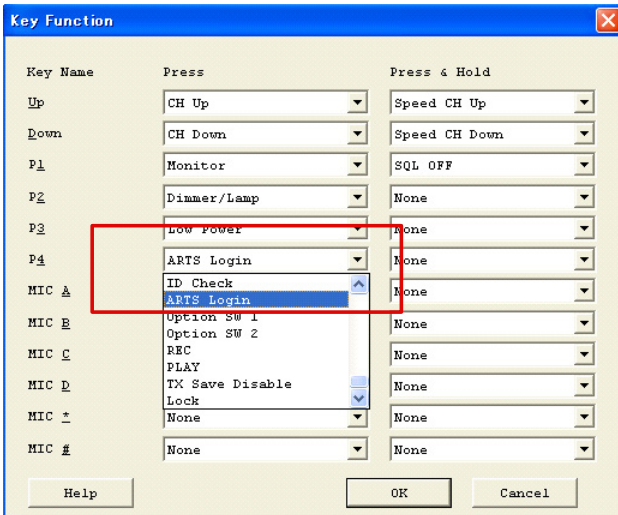 Key Function
Key Name Press Press & Hold
Up CH Up Speed CH Up
Down CH Down Speed CH Down
P1 Monitor SQL OFF
P2 Dimmer/Lamp None
P3 Low Power None
P4 ARTS Login None
ID Check
MIC A ARTS Login None
Option SW 1
MIC B Option SW 2 None
REC
MIC C PLAY None
MIC D TX Save Disable None
Lock
MIC * None None
MIC # None None
Help OK Cancel